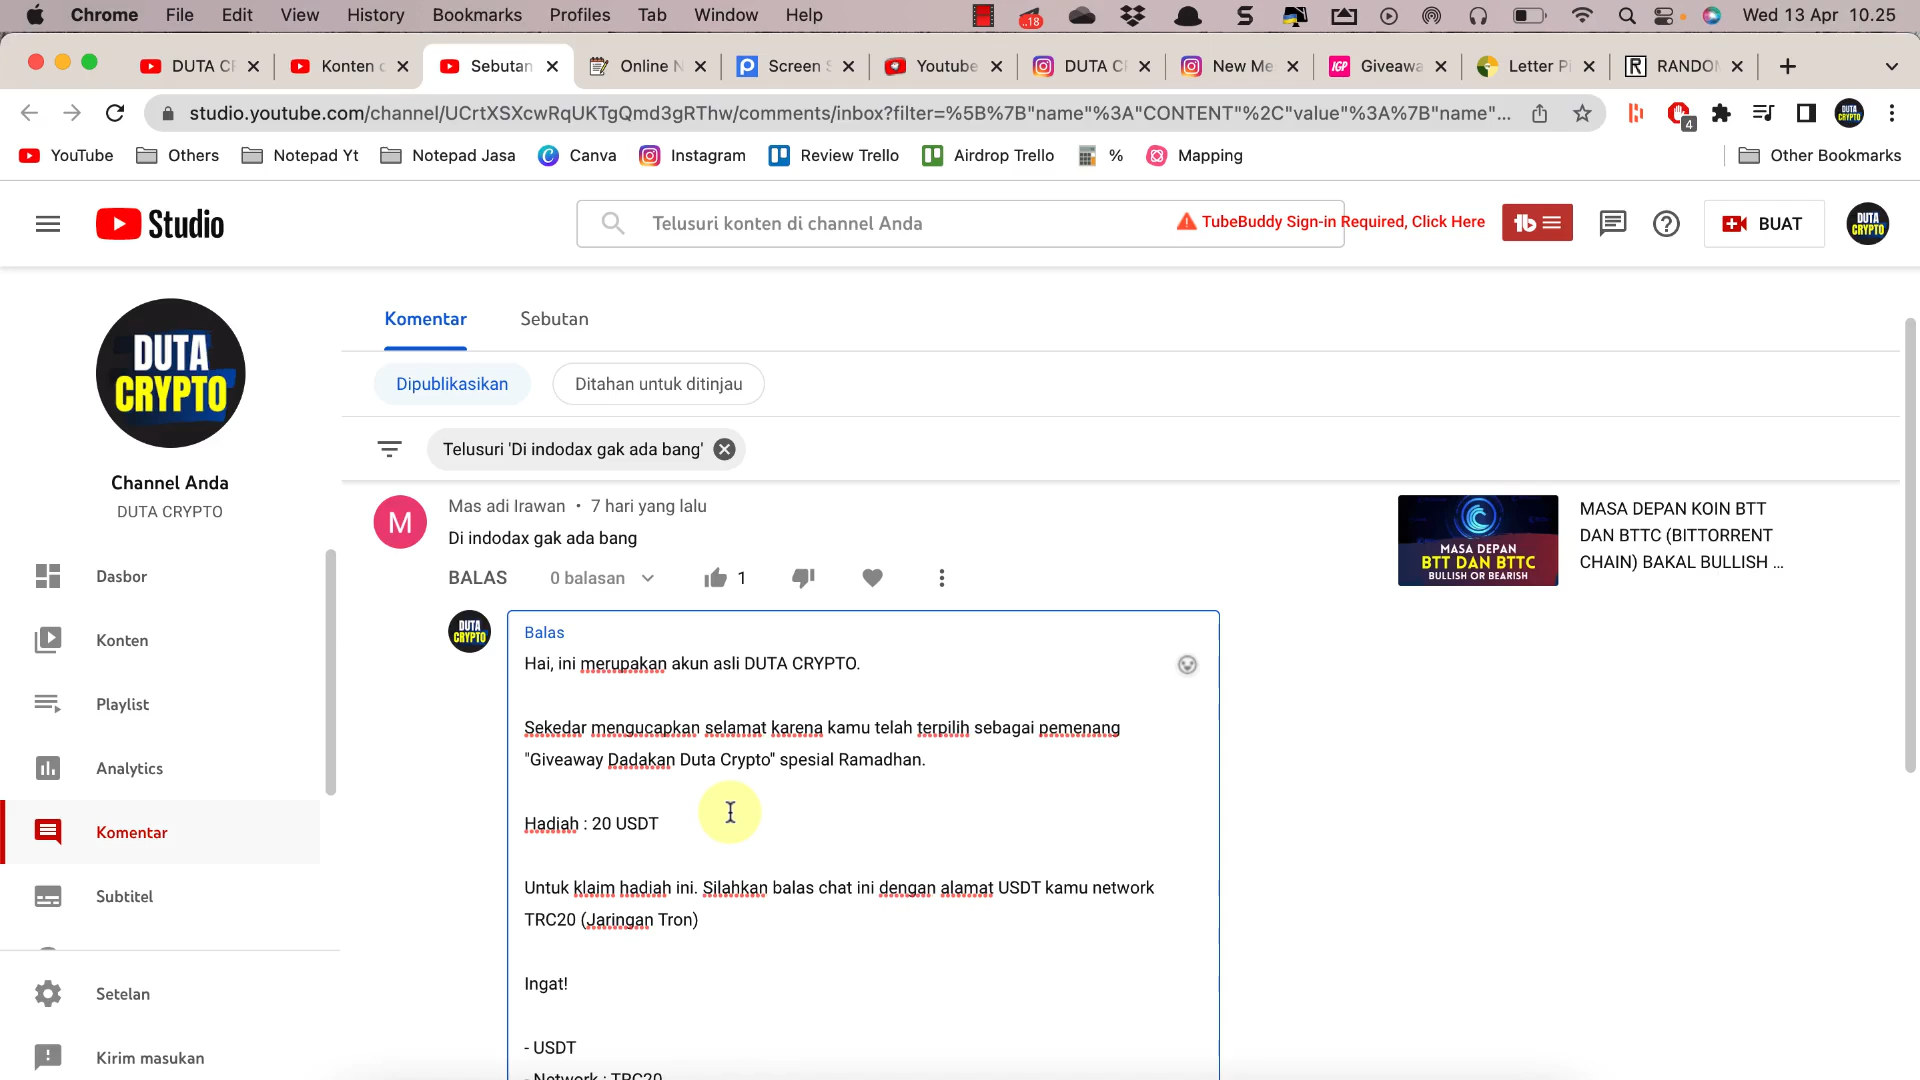 Chrome File Edit View History Bookmarks Profiles Tab Window Help ..18 Wed 13 Apr 10.25
DUTA C Konten Sebutan Online N Screen S Youtube DUTA C New Me Giveawa Letter P RANDO
studio.youtube.com/channel/UCrtXSXcwRqUKTgQmd3gRThw/comments/inbox?filter=%5B%7B"name"%3A"CONTENT"%2C"value"%3A%7B"name"... 4
YouTube Others Notepad Yt Notepad Jasa Canva Instagram Review Trello Airdrop Trello % Mapping Other Bookmarks
Studio Telusuri konten di channel Anda TubeBuddy Sign-in Required, Click Here BUAT DUTA CRYPTO
DUTA CRYPTO
Channel Anda
DUTA CRYPTO
Dasbor
Konten
Playlist
Analytics
Komentar
Subtitel
Setelan
Kirim masukan
Komentar Sebutan
Dipublikasikan Ditahan untuk ditinjau
Telusuri 'Di indodax gak ada bang'
M Mas adi Irawan • 7 hari yang lalu
Di indodax gak ada bang
BALAS 0 balasan 1
MASA DEPAN
BTT DAN BTTC
BULLISH OR BEARISH
MASA DEPAN KOIN BTT
DAN BTTC (BITTORRENT
CHAIN) BAKAL BULLISH ...
DUTA CRYPTO
Balas
Hai, ini merupakan akun asli DUTA CRYPTO.
Sekedar mengucapkan selamat karena kamu telah terpilih sebagai pemenang
"Giveaway Dadakan Duta Crypto" spesial Ramadhan.
Hadiah : 20 USDT
Untuk klaim hadiah ini. Silahkan balas chat ini dengan alamat USDT kamu network
TRC20 (Jaringan Tron)
Ingat!
- USDT
- Network : TRC20